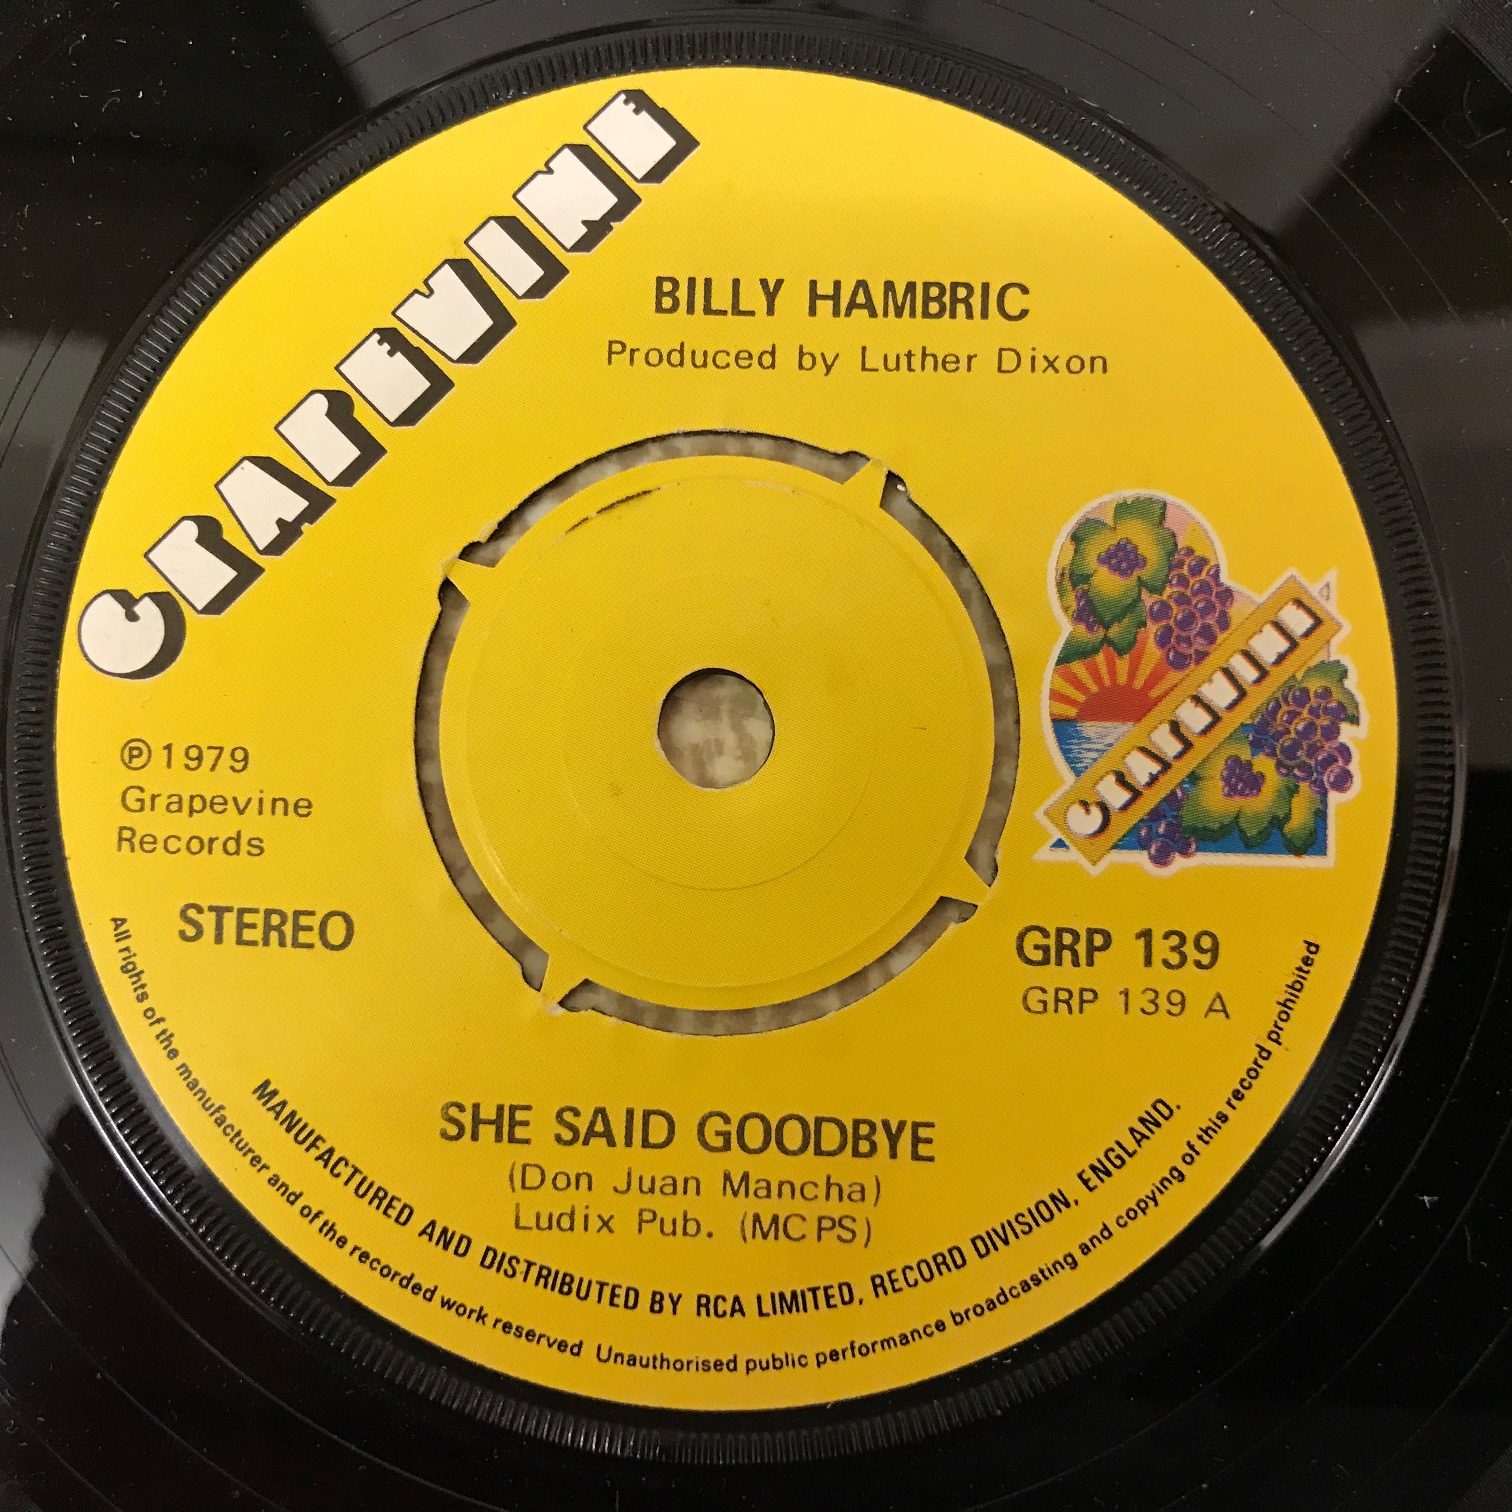 GRAPEVINE
BILLY HAMBRIC
Produced by Luther Dixon
GRAPEVINE
℗1979
Grapevine
Records
STEREO
GRP 139
GRP 139 A
SHE SAID GOODBYE
(Don Juan Mancha)
Ludix Pub. (MCPS)
MANUFACTURED AND DISTRIBUTED BY RCA LIMITED, RECORD DIVISION, ENGLAND.
All rights of the manufacturer and of the recorded work reserved Unauthorised public performance broadcasting and copying of this record prohibited